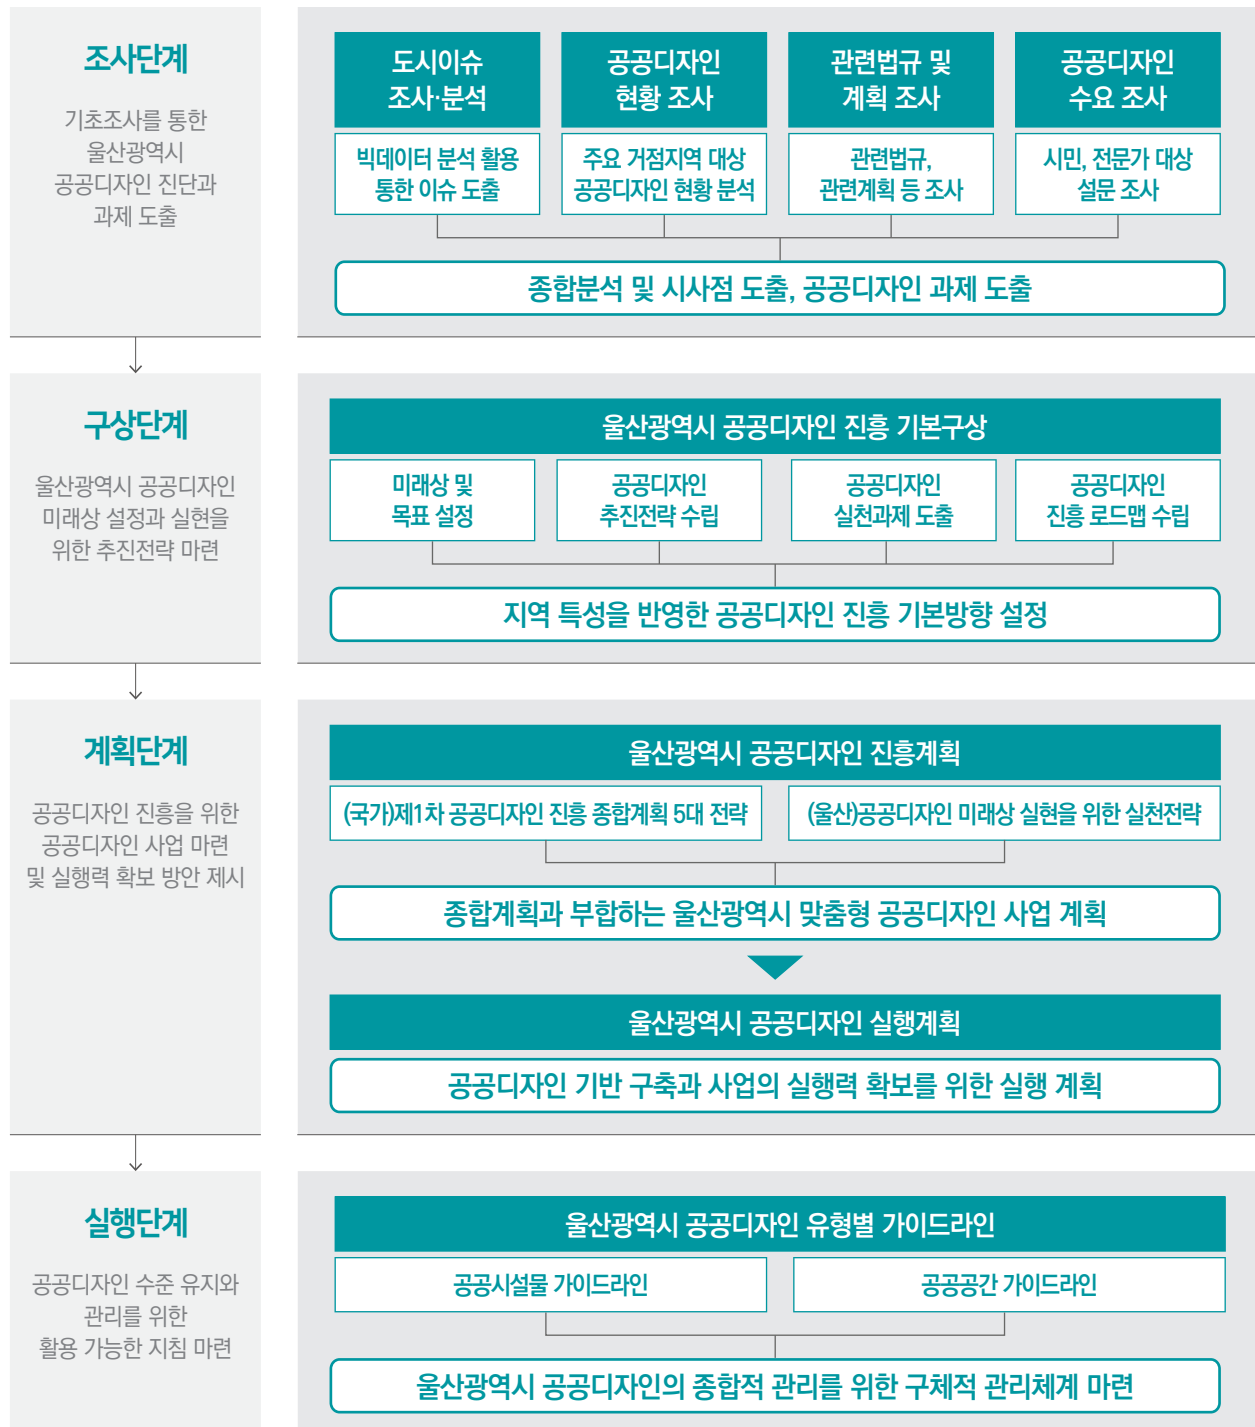 조사단계
기초조사를 통한
울산광역시
공공디자인 진단과
과제 도출
도시이슈
조사·분석
공공디자인
현황 조사
관련법규 및
계획 조사
공공디자인
수요 조사
빅데이터 분석 활용
통한 이슈 도출
주요 거점지역 대상
공공디자인 현황 분석
관련법규,
관련계획 등 조사
시민, 전문가 대상
설문 조사
종합분석 및 시사점 도출, 공공디자인 과제 도출
구상단계
울산광역시 공공디자인
미래상 설정과 실현을
위한 추진전략 마련
울산광역시 공공디자인 진흥 기본구상
미래상 및
목표 설정
공공디자인
추진전략 수립
공공디자인
실천과제 도출
공공디자인
진흥 로드맵 수립
지역 특성을 반영한 공공디자인 진흥 기본방향 설정
계획단계
공공디자인 진흥을 위한
공공디자인 사업 마련
및 실행력 확보 방안 제시
울산광역시 공공디자인 진흥계획
(국가)제1차 공공디자인 진흥 종합계획 5대 전략
(울산)공공디자인 미래상 실현을 위한 실천전략
종합계획과 부합하는 울산광역시 맞춤형 공공디자인 사업 계획
울산광역시 공공디자인 실행계획
공공디자인 기반 구축과 사업의 실행력 확보를 위한 실행 계획
실행단계
공공디자인 수준 유지와
관리를 위한
활용 가능한 지침 마련
울산광역시 공공디자인 유형별 가이드라인
공공시설물 가이드라인
공공공간 가이드라인
울산광역시 공공디자인의 종합적 관리를 위한 구체적 관리체계 마련